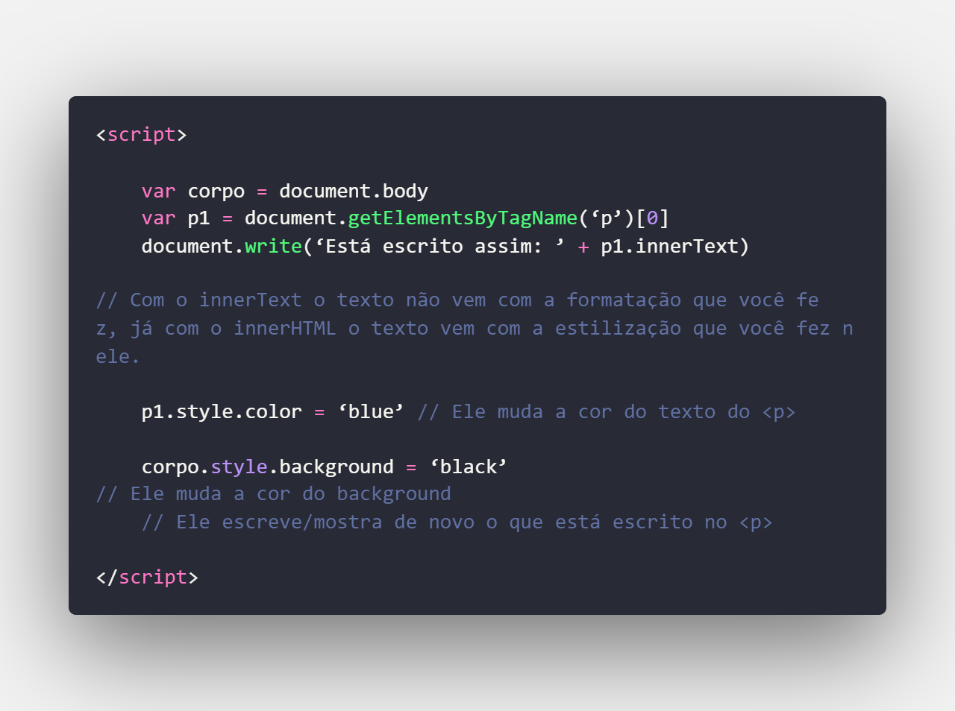 <script>
var corpo = document.body
var p1 = document.getElementsByTagName(‘p’)[0]
document.write(‘Está escrito assim: ’ + p1.innerText)
// Com o innerText o texto não vem com a formatação que você fe
z, já com o innerHTML o texto vem com a estilização que você fez n
ele.
p1.style.color = ‘blue’ // Ele muda a cor do texto do <p>
corpo.style.background = ‘black’
// Ele muda a cor do background
// Ele escreve/mostra de novo o que está escrito no <p>
</script>